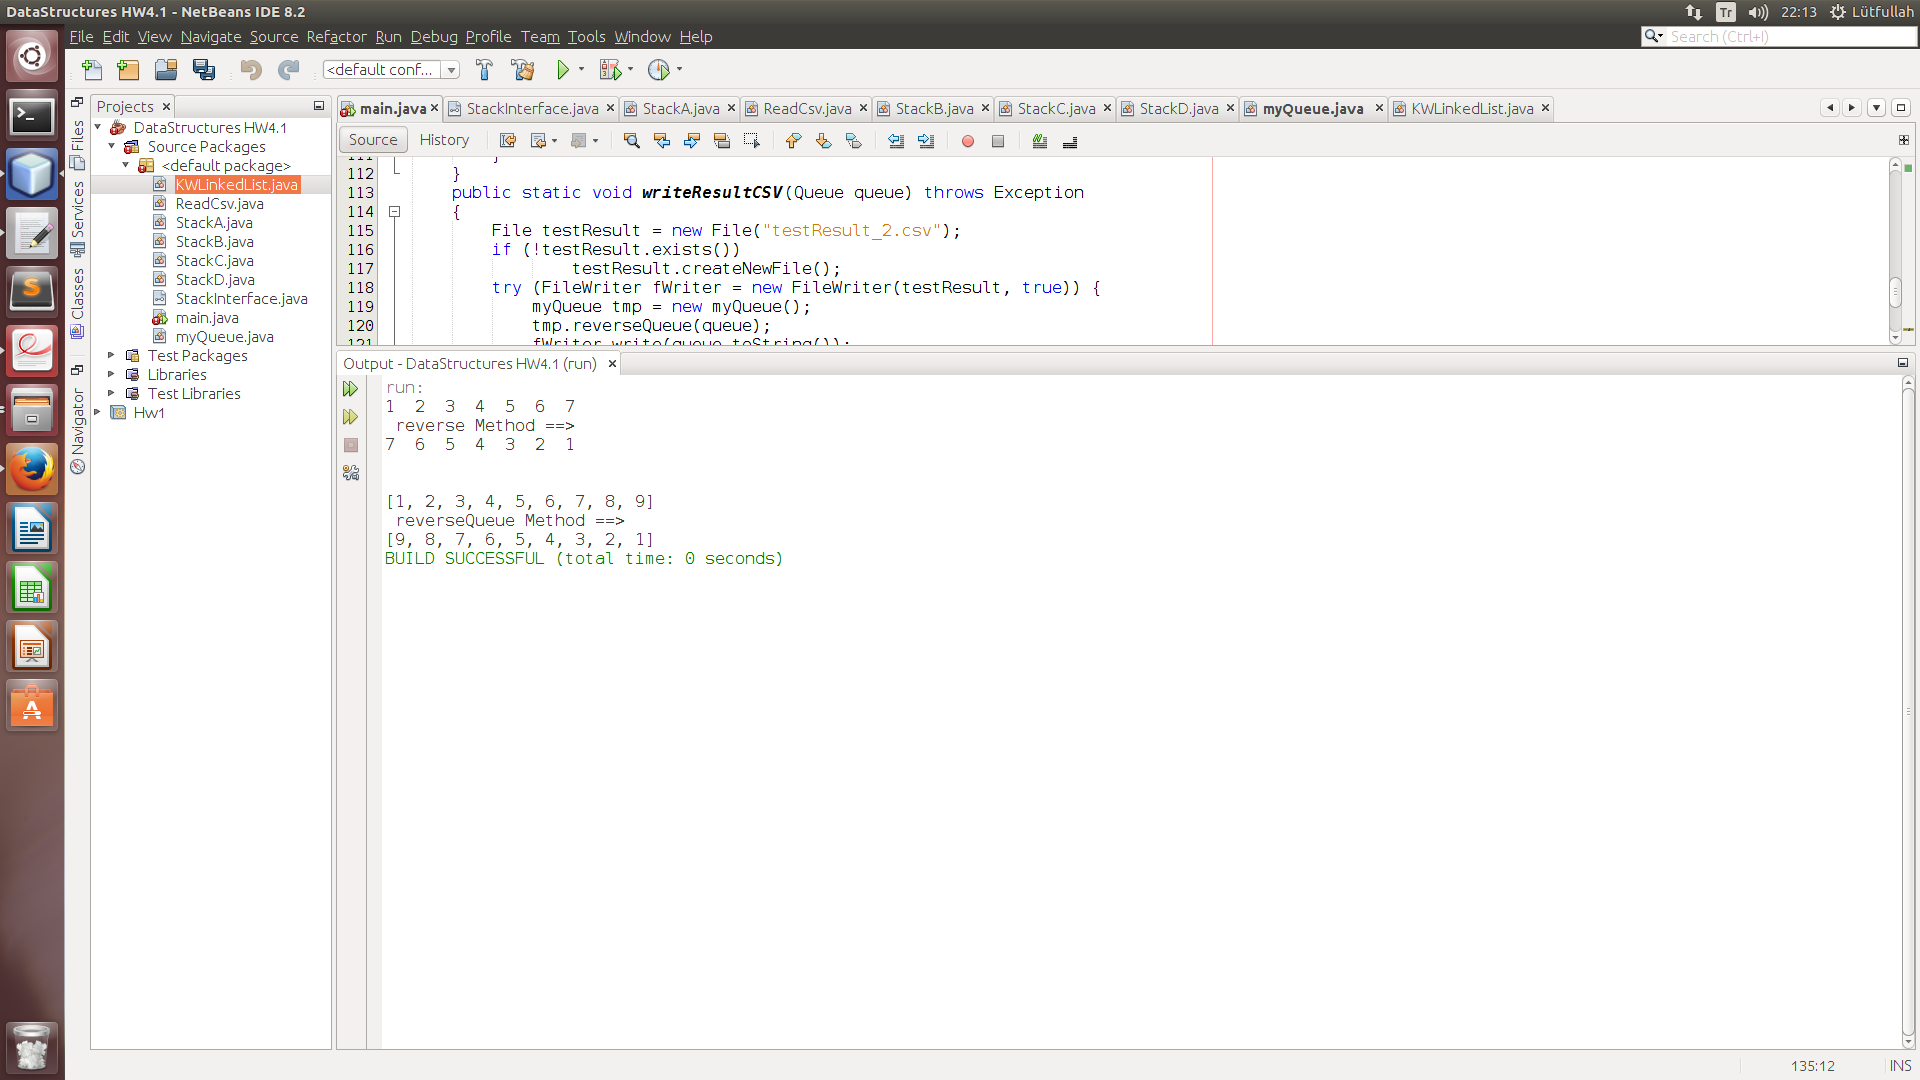 DataStructures HW4.1 - NetBeans IDE 8.2
Tr 22:13 Lütfullah
File Edit View Navigate Source Refactor Run Debug Profile Team Tools Window Help
Search (Ctrl+I)
<default conf...
Projects
main.java StackInterface.java StackA.java ReadCsv.java StackB.java StackC.java StackD.java myQueue.java KWLinkedList.java
Source History
Files
Services
Classes
Navigator
DataStructures HW4.1
Source Packages
<default package>
KWLinkedList.java
ReadCsv.java
StackA.java
StackB.java
StackC.java
StackD.java
StackInterface.java
main.java
myQueue.java
Test Packages
Libraries
Test Libraries
Hw1
111 }
112 }
113 public static void writeResultCSV(Queue queue) throws Exception
114 {
115 File testResult = new File("testResult_2.csv");
116 if (!testResult.exists())
117 testResult.createNewFile();
118 try (FileWriter fWriter = new FileWriter(testResult, true)) {
119 myQueue tmp = new myQueue();
120 tmp.reverseQueue(queue);
121 fWriter.write(queue.toString());
Output - DataStructures HW4.1 (run)
run:
1 2 3 4 5 6 7
reverse Method ==>
7 6 5 4 3 2 1
[1, 2, 3, 4, 5, 6, 7, 8, 9]
reverseQueue Method ==>
[9, 8, 7, 6, 5, 4, 3, 2, 1]
BUILD SUCCESSFUL (total time: 0 seconds)
135:12 INS